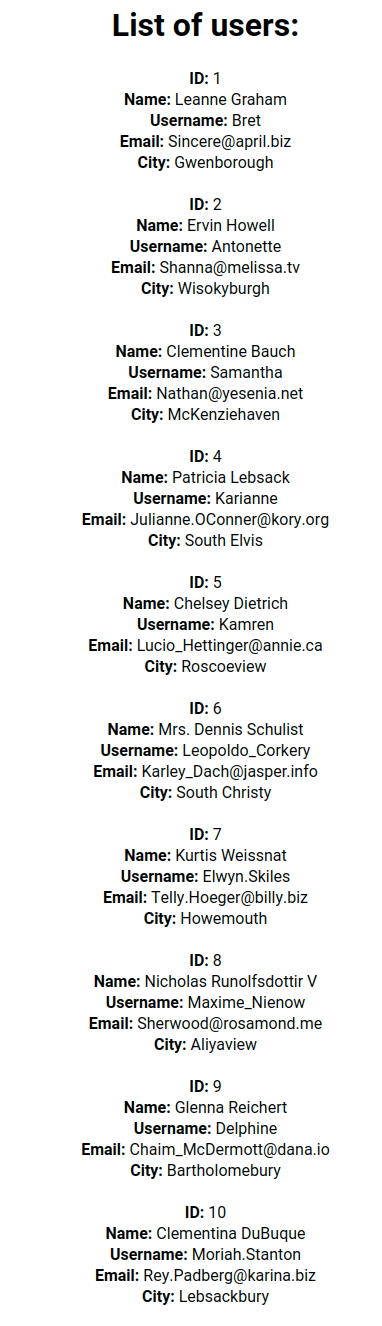 List of users:
ID: 1
Name: Leanne Graham
Username: Bret
Email: Sincere@april.biz
City: Gwenborough
ID: 2
Name: Ervin Howell
Username: Antonette
Email: Shanna@melissa.tv
City: Wisokyburgh
ID: 3
Name: Clementine Bauch
Username: Samantha
Email: Nathan@yesenia.net
City: McKenziehaven
ID: 4
Name: Patricia Lebsack
Username: Karianne
Email: Julianne.OConner@kory.org
City: South Elvis
ID: 5
Name: Chelsey Dietrich
Username: Kamren
Email: Lucio_Hettinger@annie.ca
City: Roscoeview
ID: 6
Name: Mrs. Dennis Schulist
Username: Leopoldo_Corkery
Email: Karley_Dach@jasper.info
City: South Christy
ID: 7
Name: Kurtis Weissnat
Username: Elwyn.Skiles
Email: Telly.Hoeger@billy.biz
City: Howemouth
ID: 8
Name: Nicholas Runolfsdottir V
Username: Maxime_Nienow
Email: Sherwood@rosamond.me
City: Aliyaview
ID: 9
Name: Glenna Reichert
Username: Delphine
Email: Chaim_McDermott@dana.io
City: Bartholomebury
ID: 10
Name: Clementina DuBuque
Username: Moriah.Stanton
Email: Rey.Padberg@karina.biz
City: Lebsackbury